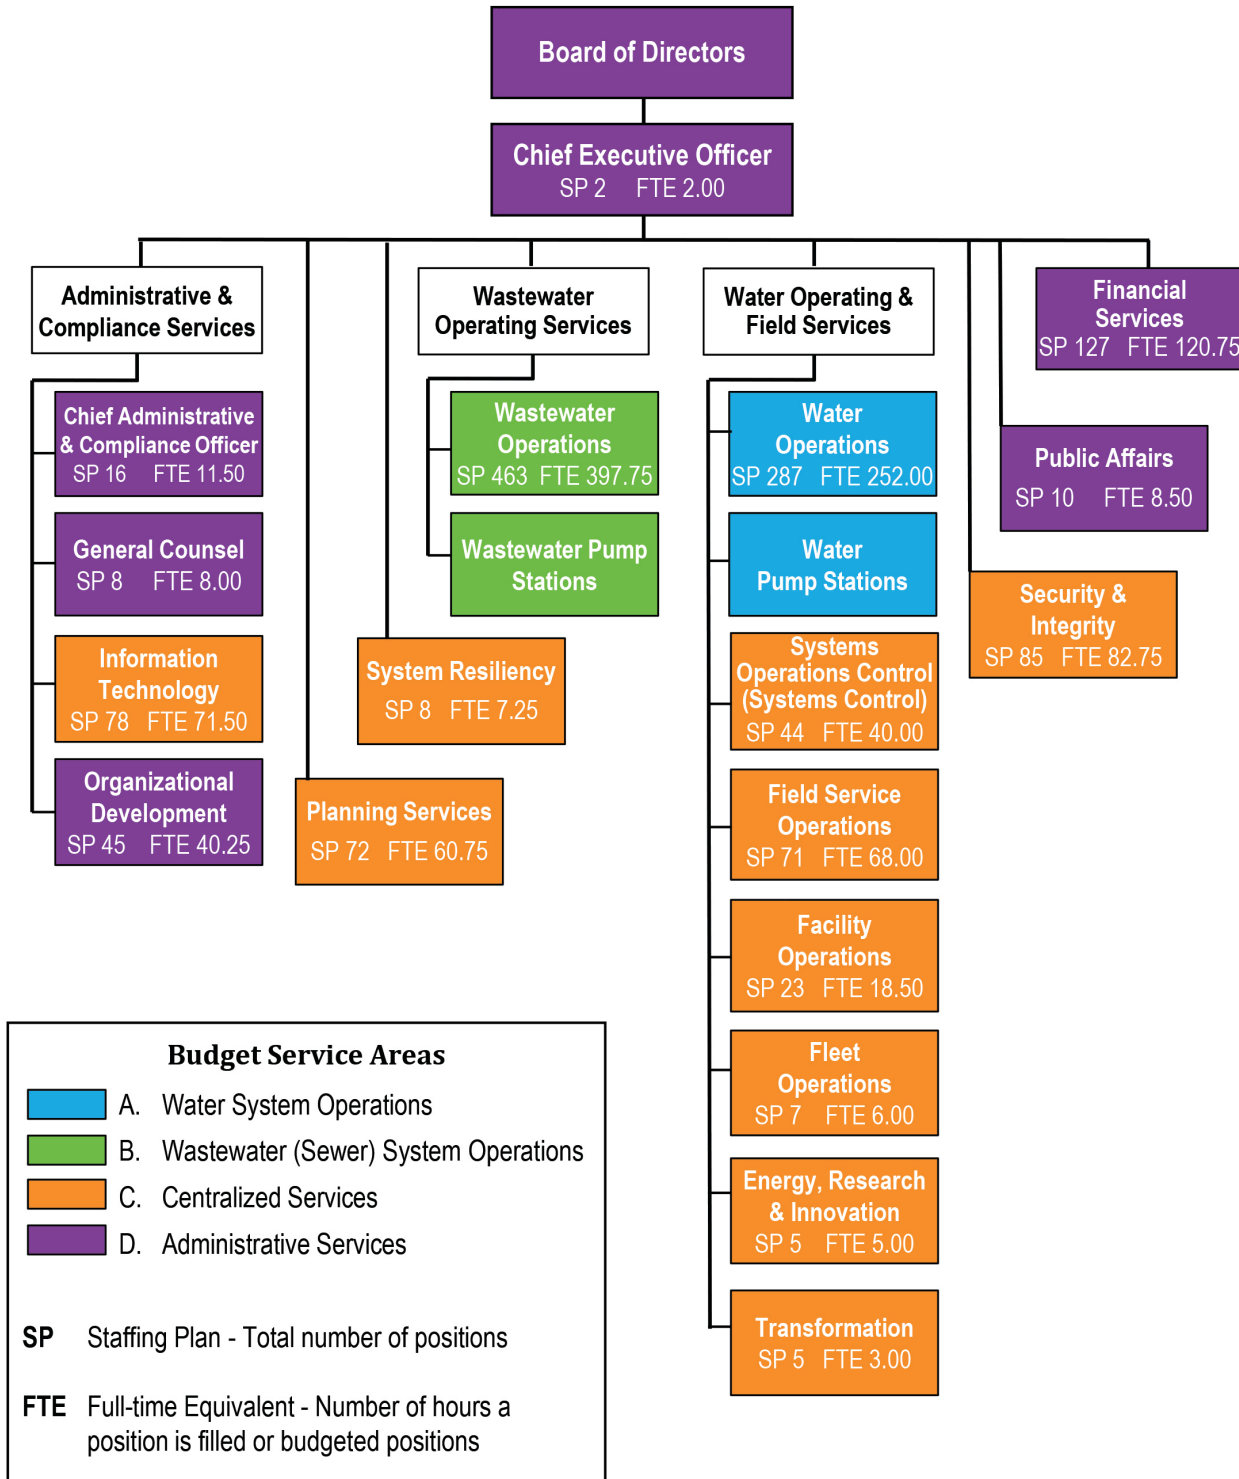 Board of Directors
Chief Executive Officer
SP 2 FTE 2.00
Administrative &
Compliance Services
Chief Administrative
& Compliance Officer
SP 16 FTE 11.50
General Counsel
SP 8 FTE 8.00
Information
Technology
SP 78 FTE 71.50
Organizational
Development
SP 45 FTE 40.25
Planning Services
SP 72 FTE 60.75
System Resiliency
SP 8 FTE 7.25
Wastewater
Operating Services
Wastewater
Operations
SP 463 FTE 397.75
Wastewater Pump
Stations
Water Operating &
Field Services
Water
Operations
SP 287 FTE 252.00
Water
Pump Stations
Systems
Operations Control
(Systems Control)
SP 44 FTE 40.00
Field Service
Operations
SP 71 FTE 68.00
Facility
Operations
SP 23 FTE 18.50
Fleet
Operations
SP 7 FTE 6.00
Energy, Research
& Innovation
SP 5 FTE 5.00
Transformation
SP 5 FTE 3.00
Security &
Integrity
SP 85 FTE 82.75
Public Affairs
SP 10 FTE 8.50
Financial
Services
SP 127 FTE 120.75
Budget Service Areas
A. Water System Operations
B. Wastewater (Sewer) System Operations
C. Centralized Services
D. Administrative Services
SP Staffing Plan - Total number of positions
FTE Full-time Equivalent - Number of hours a
position is filled or budgeted positions